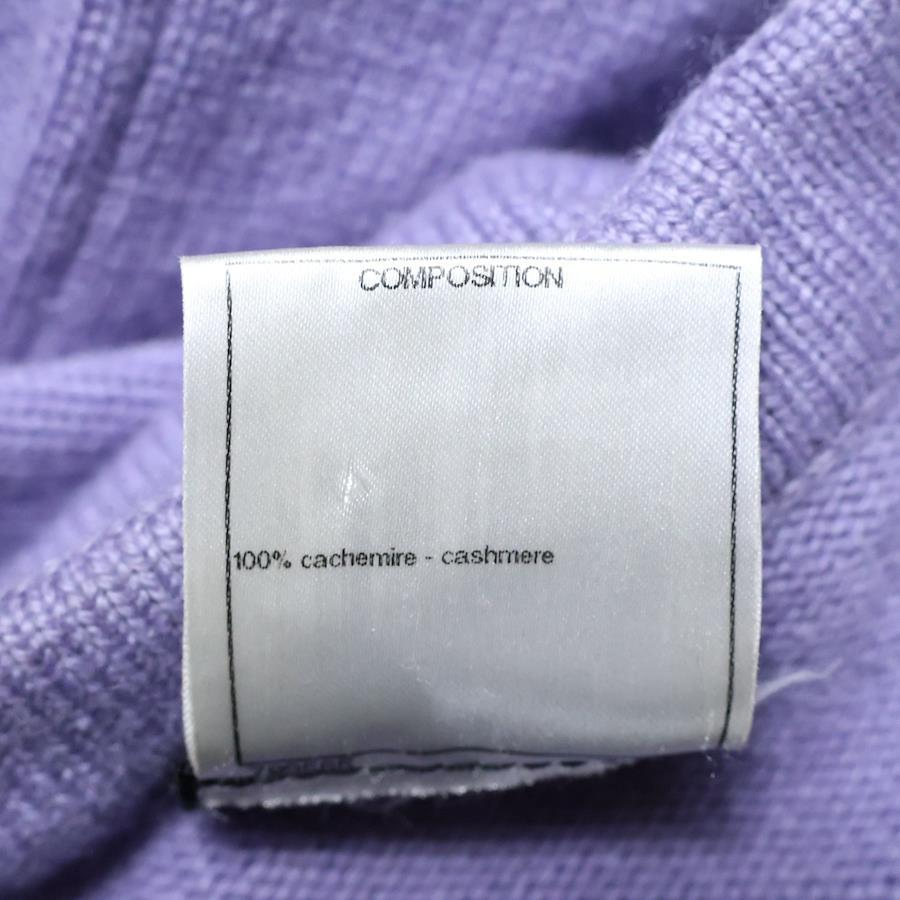 COMPOSITION
100% cachemire - cashmere